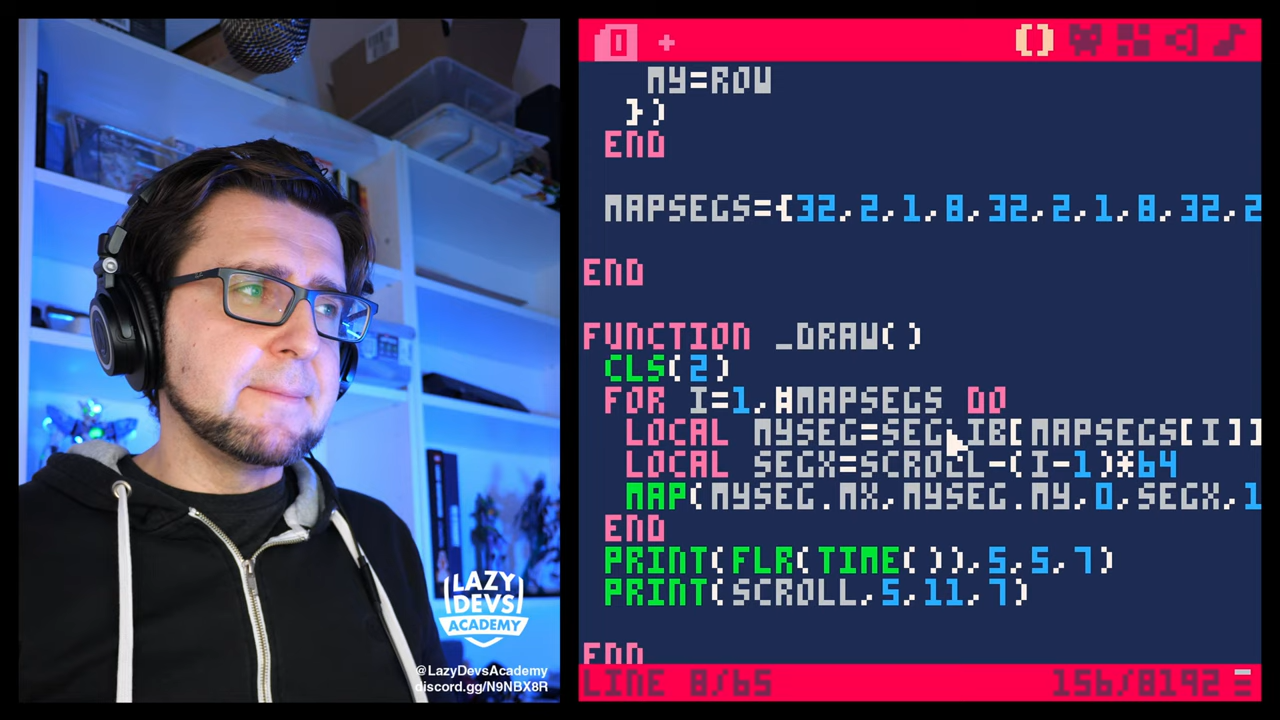 LAZY
DEVS
ACADEMY
@LazyDevsAcademy
discord.gg/N9NBX8R
0 +
MY=ROW
})
END
MAPSEGS={32,2,1,8,32,2,1,8,32,2
END
FUNCTION _DRAW()
CLS(2)
FOR I=1,#MAPSEGS DO
LOCAL MYSEG=SEGLIB[MAPSEGS[I]]
LOCAL SEGX=SCROLL-(I-1)*64
MAP(MYSEG.MX,MYSEG.MY,0,SEGX,1
END
PRINT(FLR(TIME()),5,5,7)
PRINT(SCROLL,5,11,7)
END
LINE 8/65
156/8192